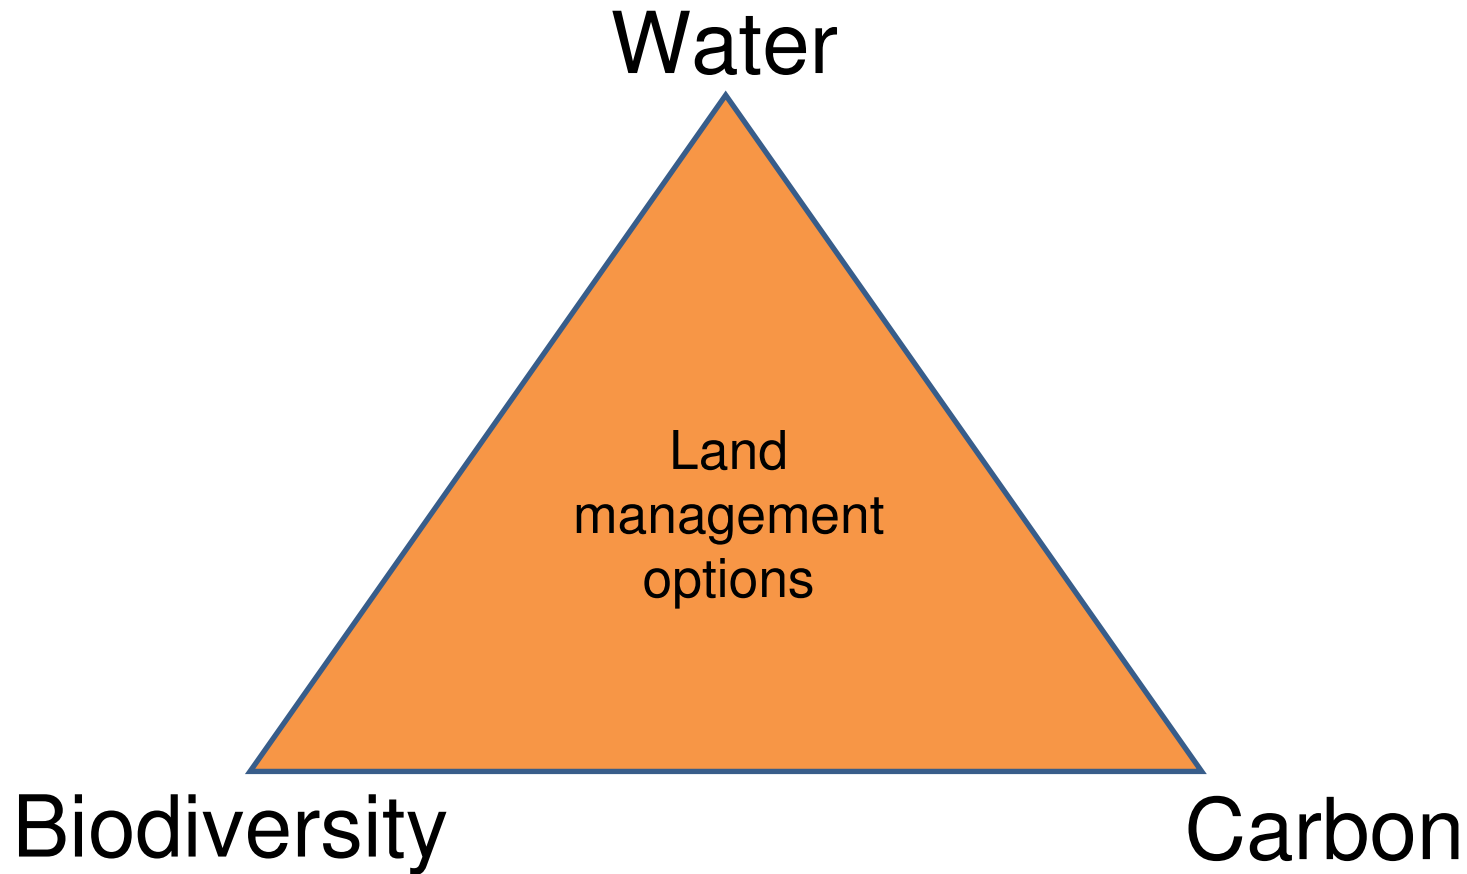 Water
Land
management
options
Biodiversity
Carbon